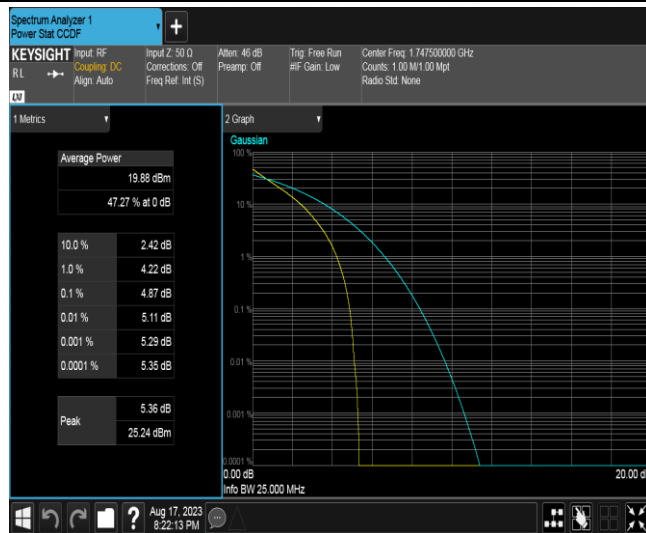 Spectrum Analyzer 1
Power Stat CCDF
+
KEYSIGHT
RL
LXI
Input: RF
Coupling: DC
Align: Auto
Input Z: 50 Ω
Corrections: Off
Freq Ref: Int (S)
Atten: 46 dB
Preamp: Off
Trig: Free Run
#IF Gain: Low
Center Freq: 1.747500000 GHz
Counts: 1.00 M/1.00 Mpt
Radio Std: None
1 Metrics
Average Power
19.88 dBm
47.27 % at 0 dB
10.0 % 2.42 dB
1.0 % 4.22 dB
0.1 % 4.87 dB
0.01 % 5.11 dB
0.001 % 5.29 dB
0.0001 % 5.35 dB
Peak
5.36 dB
25.24 dBm
2 Graph
Gaussian
100 %
10 %
1 %
0.1 %
0.01 %
0.001 %
0.0001 %
0.00 dB 20.00 d
Info BW 25.000 MHz
?
Aug 17, 2023
8:22:13 PM